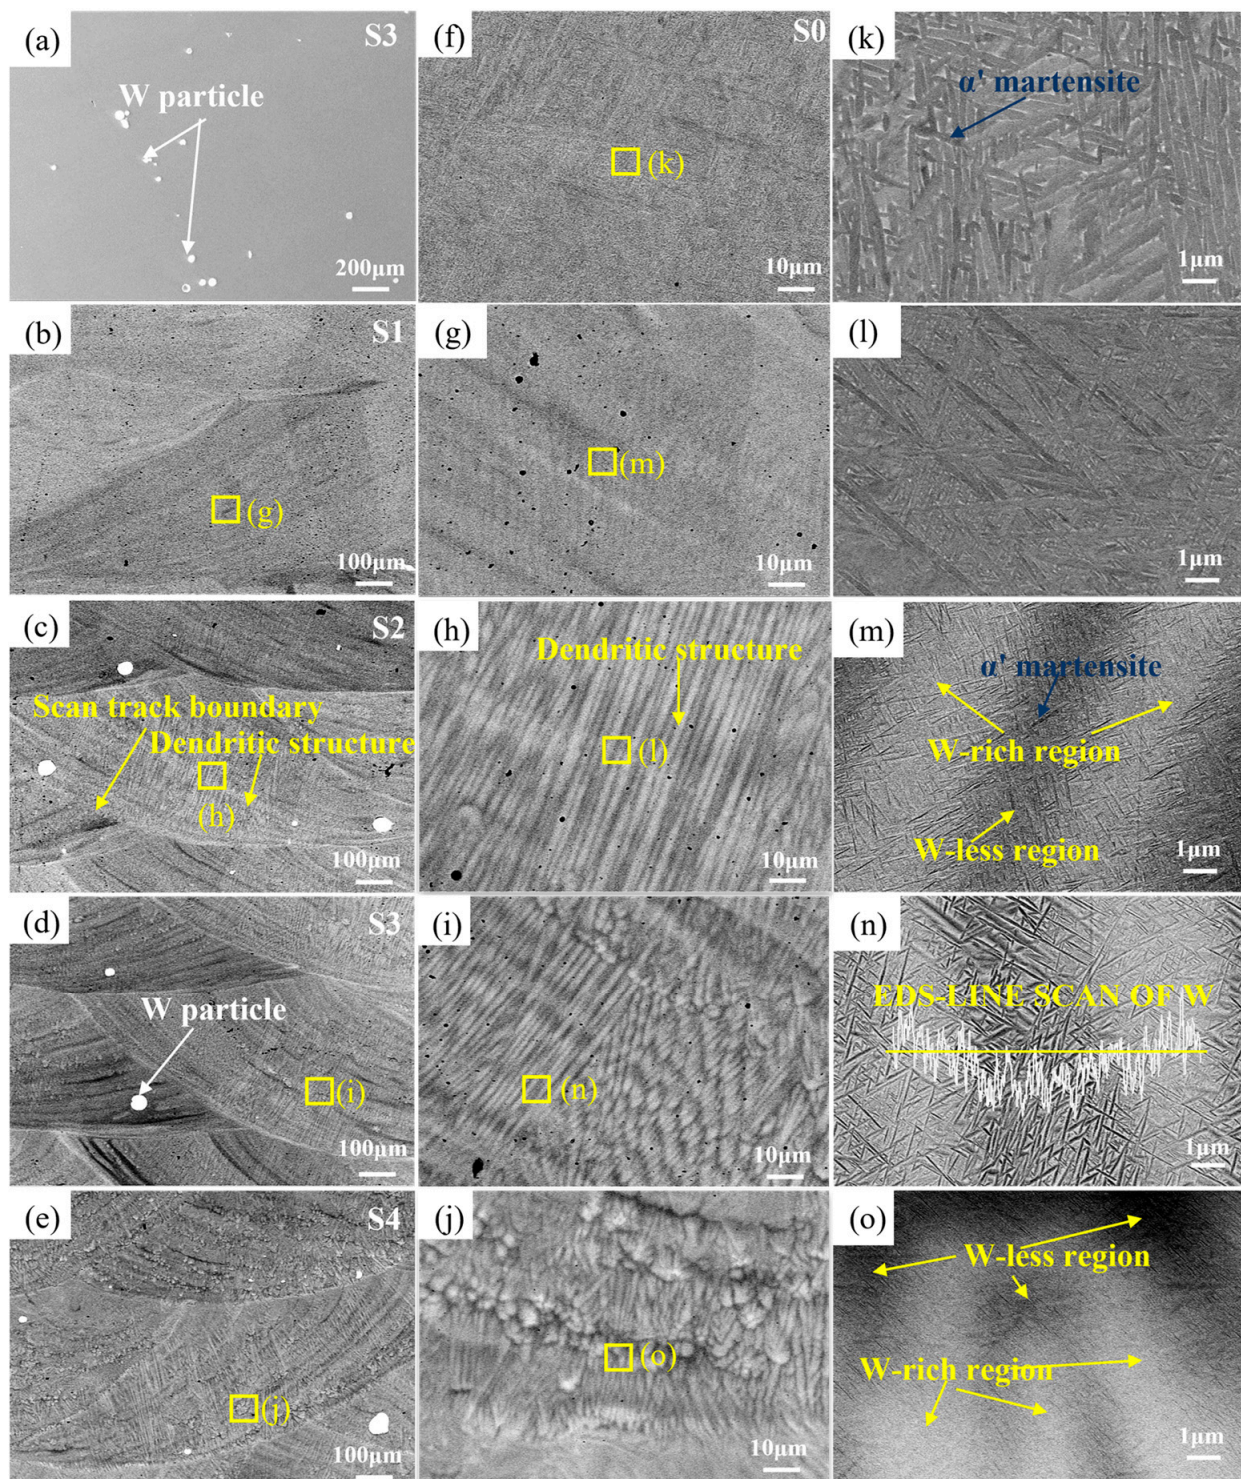 (a)
S3
W particle
200μm
(f)
S0
(k)
10μm
(k)
α' martensite
1μm
(b)
S1
(g)
100μm
(g)
(m)
10μm
(l)
1μm
(c)
S2
Scan track boundary
Dendritic structure
(h)
100μm
(h)
Dendritic structure
(l)
10μm
(m)
α' martensite
W-rich region
W-less region
1μm
(d)
S3
W particle
(i)
100μm
(i)
(n)
10μm
(n)
EDS-LINE SCAN OF W
1μm
(e)
S4
(j)
100μm
(j)
(o)
10μm
(o)
W-less region
W-rich region
1μm